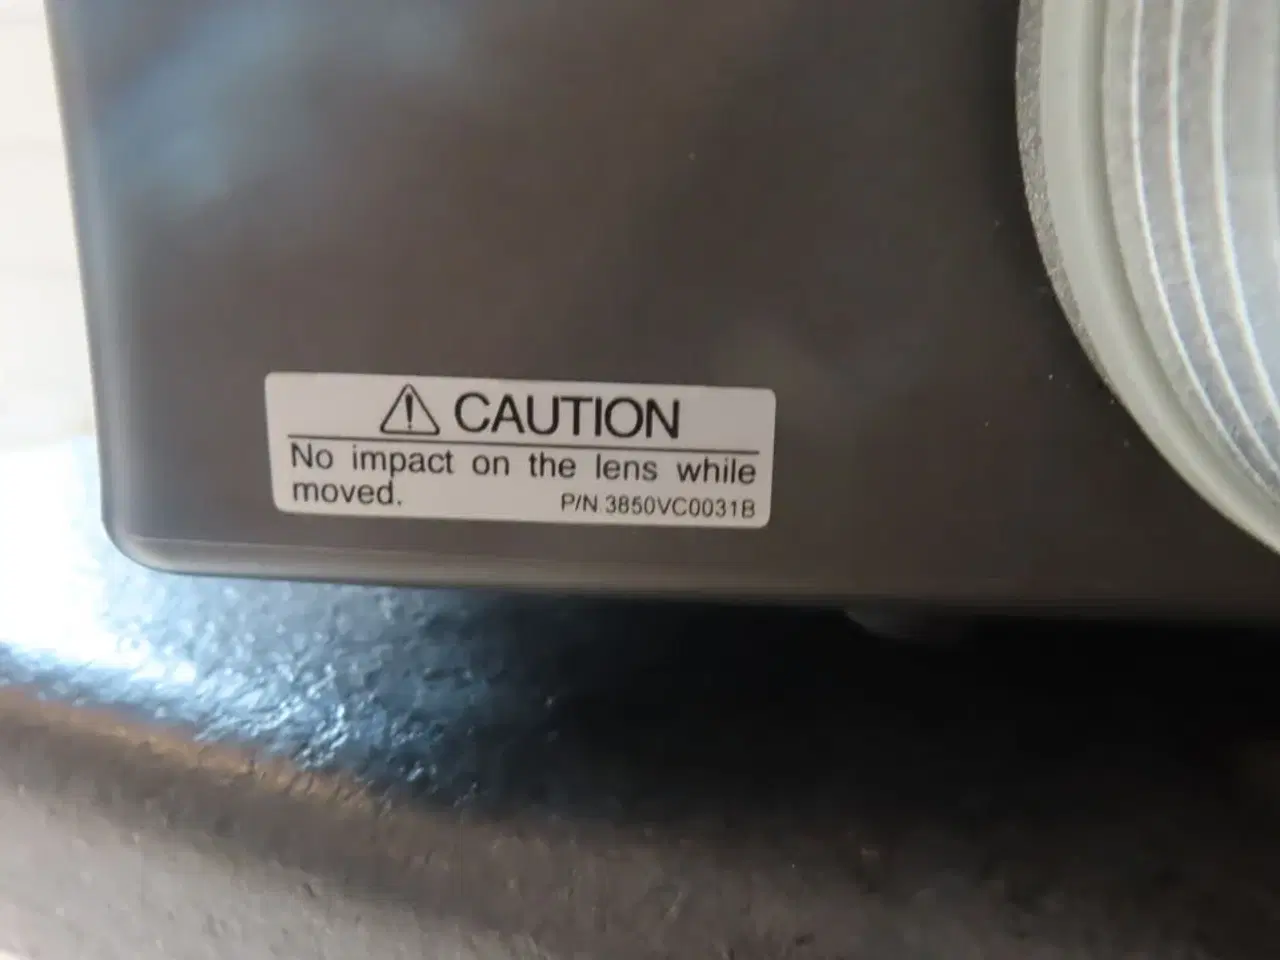 CAUTION
No impact on the lens while
moved.
P/N 3850VC0031B